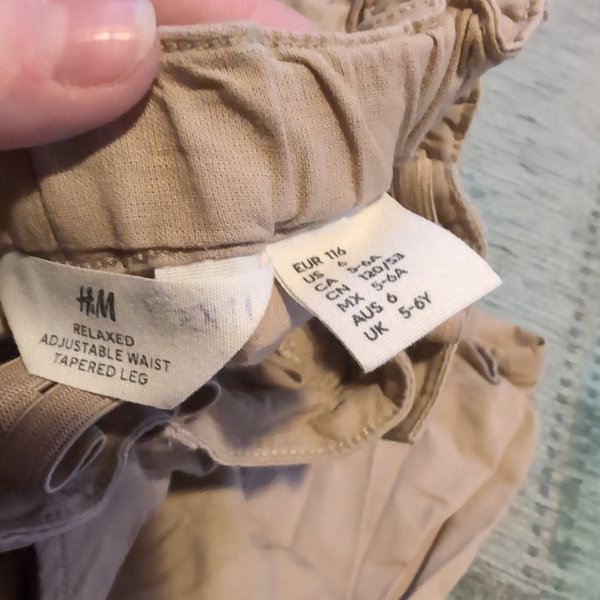 H&M
RELAXED
ADJUSTABLE WAIST
TAPERED LEG
EUR 116
US 6
CA 5-6A
CN 120/53
MX 5-6A
AUS 6
UK 5-6Y